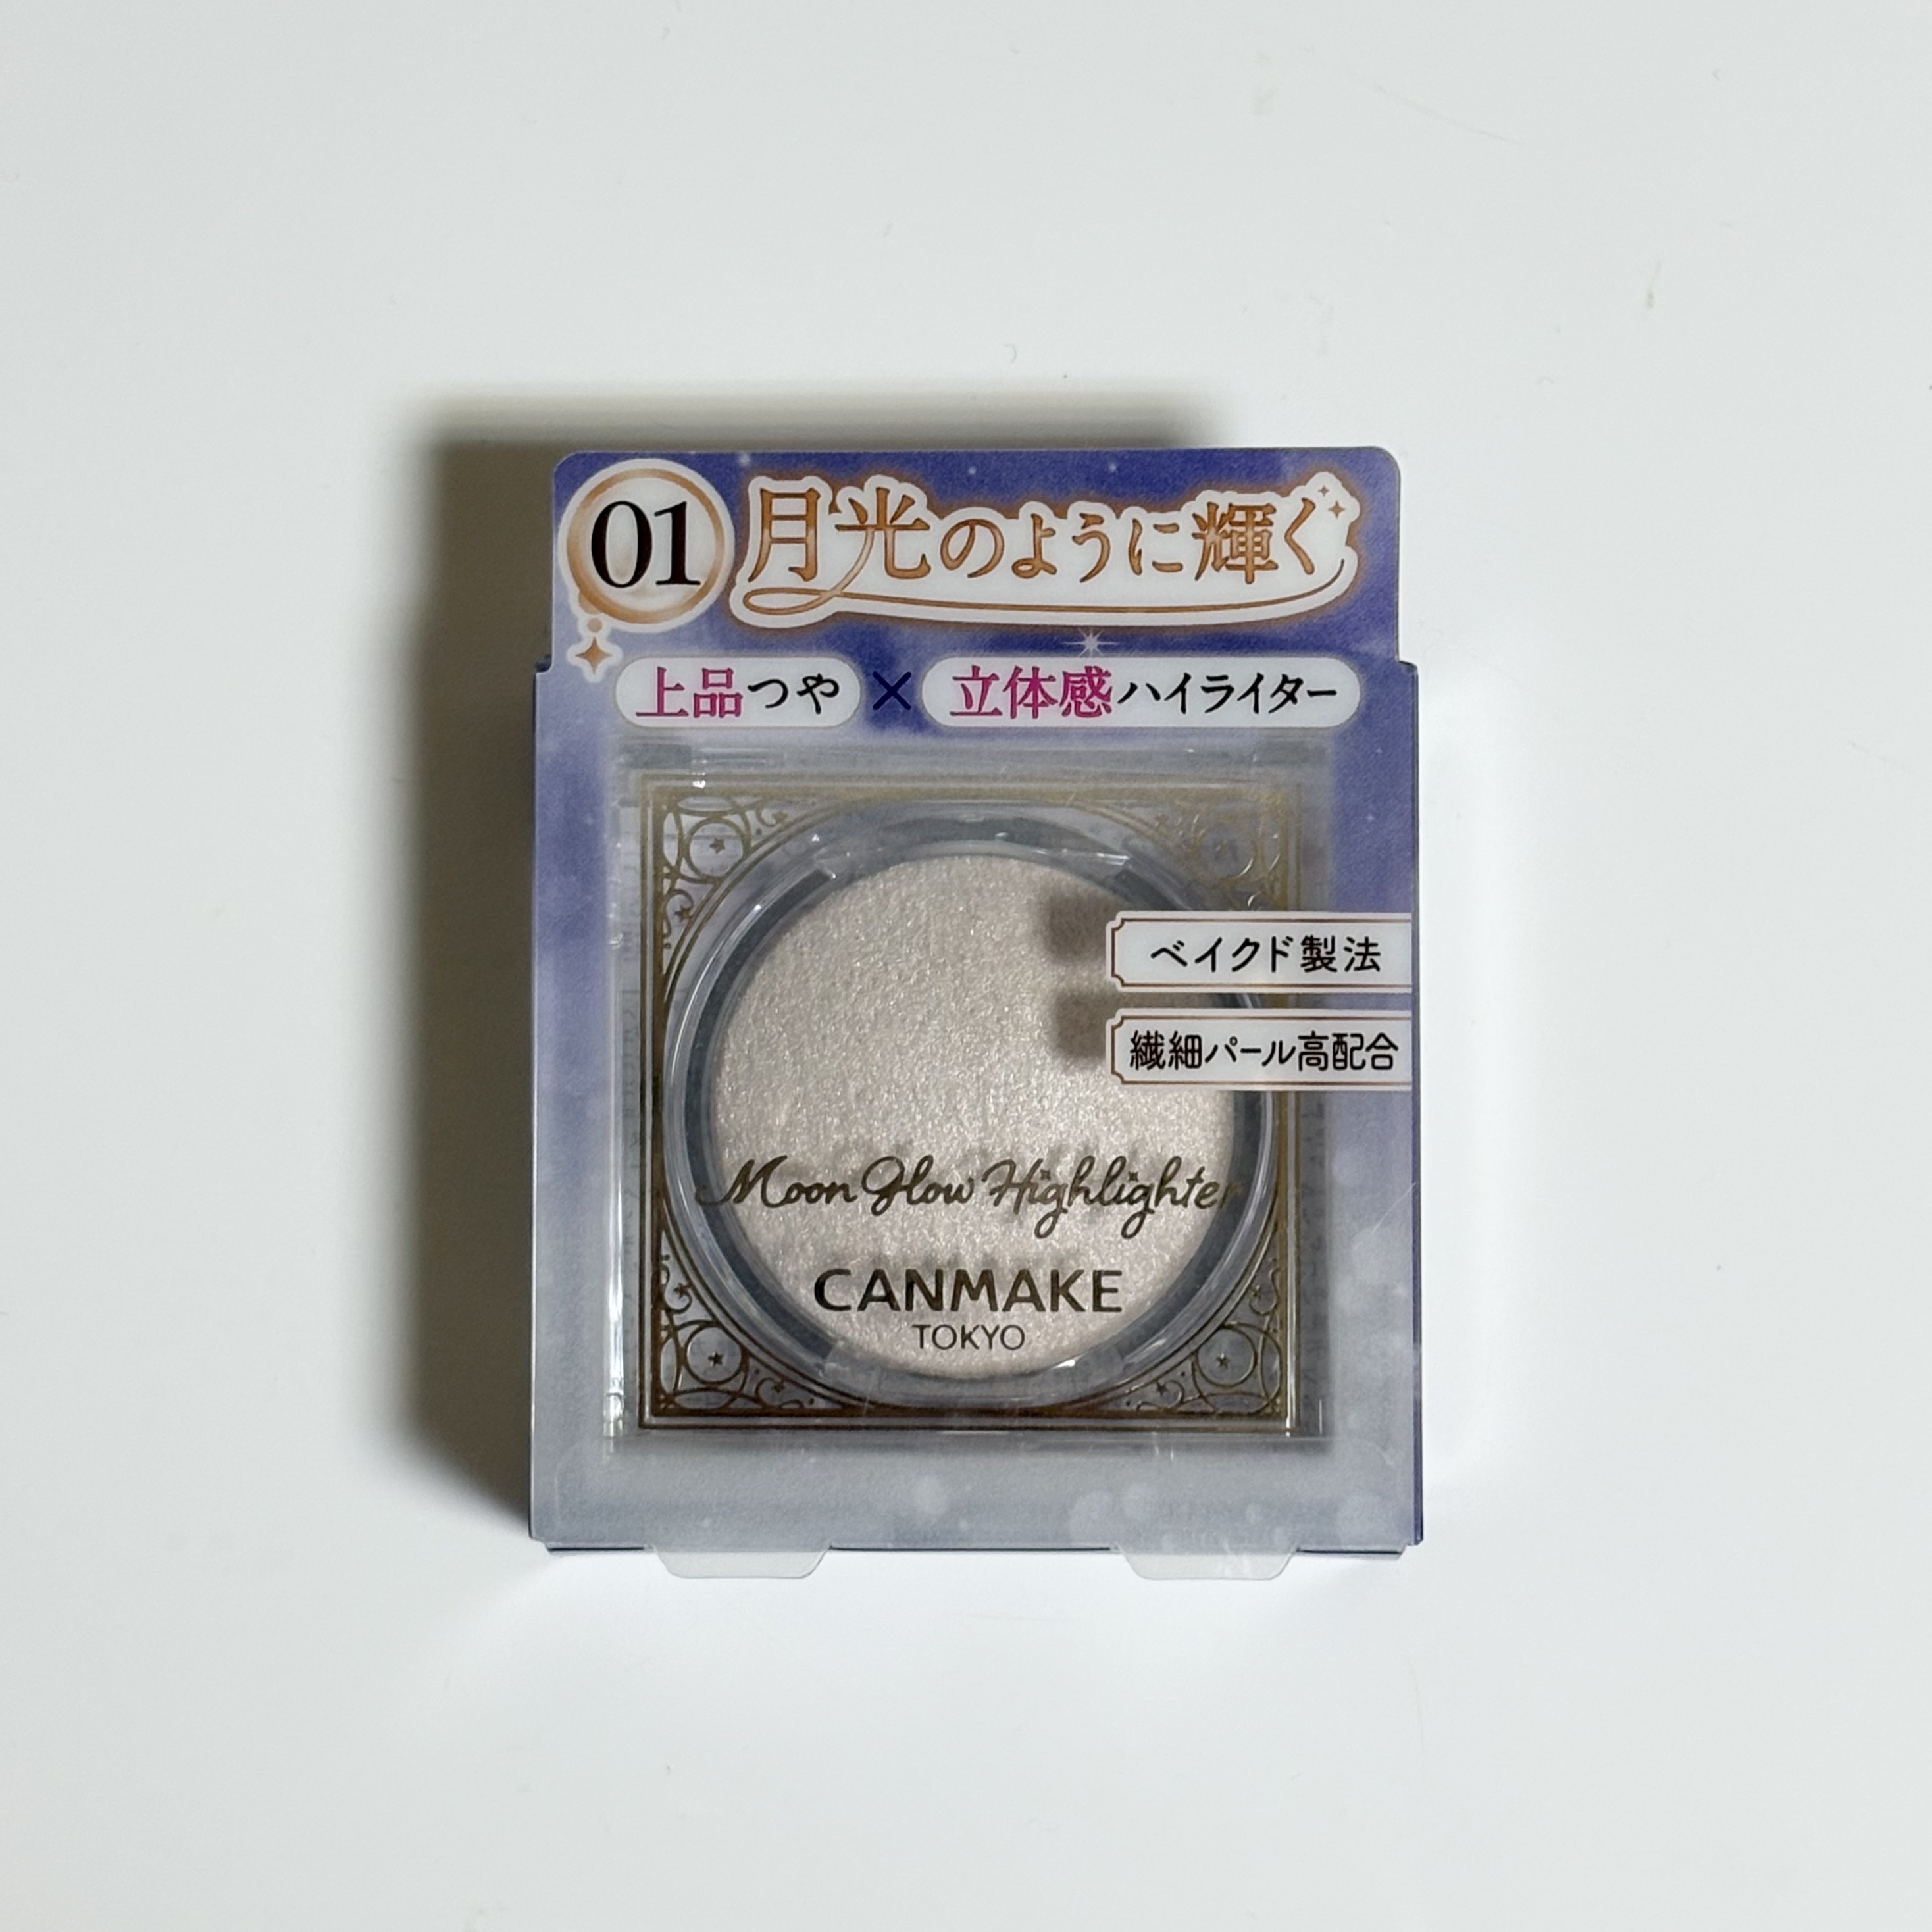 01 月光のように輝く
上品つや × 立体感ハイライター
ベイクド製法
繊細パール高配合
Moon Glow Highlighter
CANMAKE
TOKYO